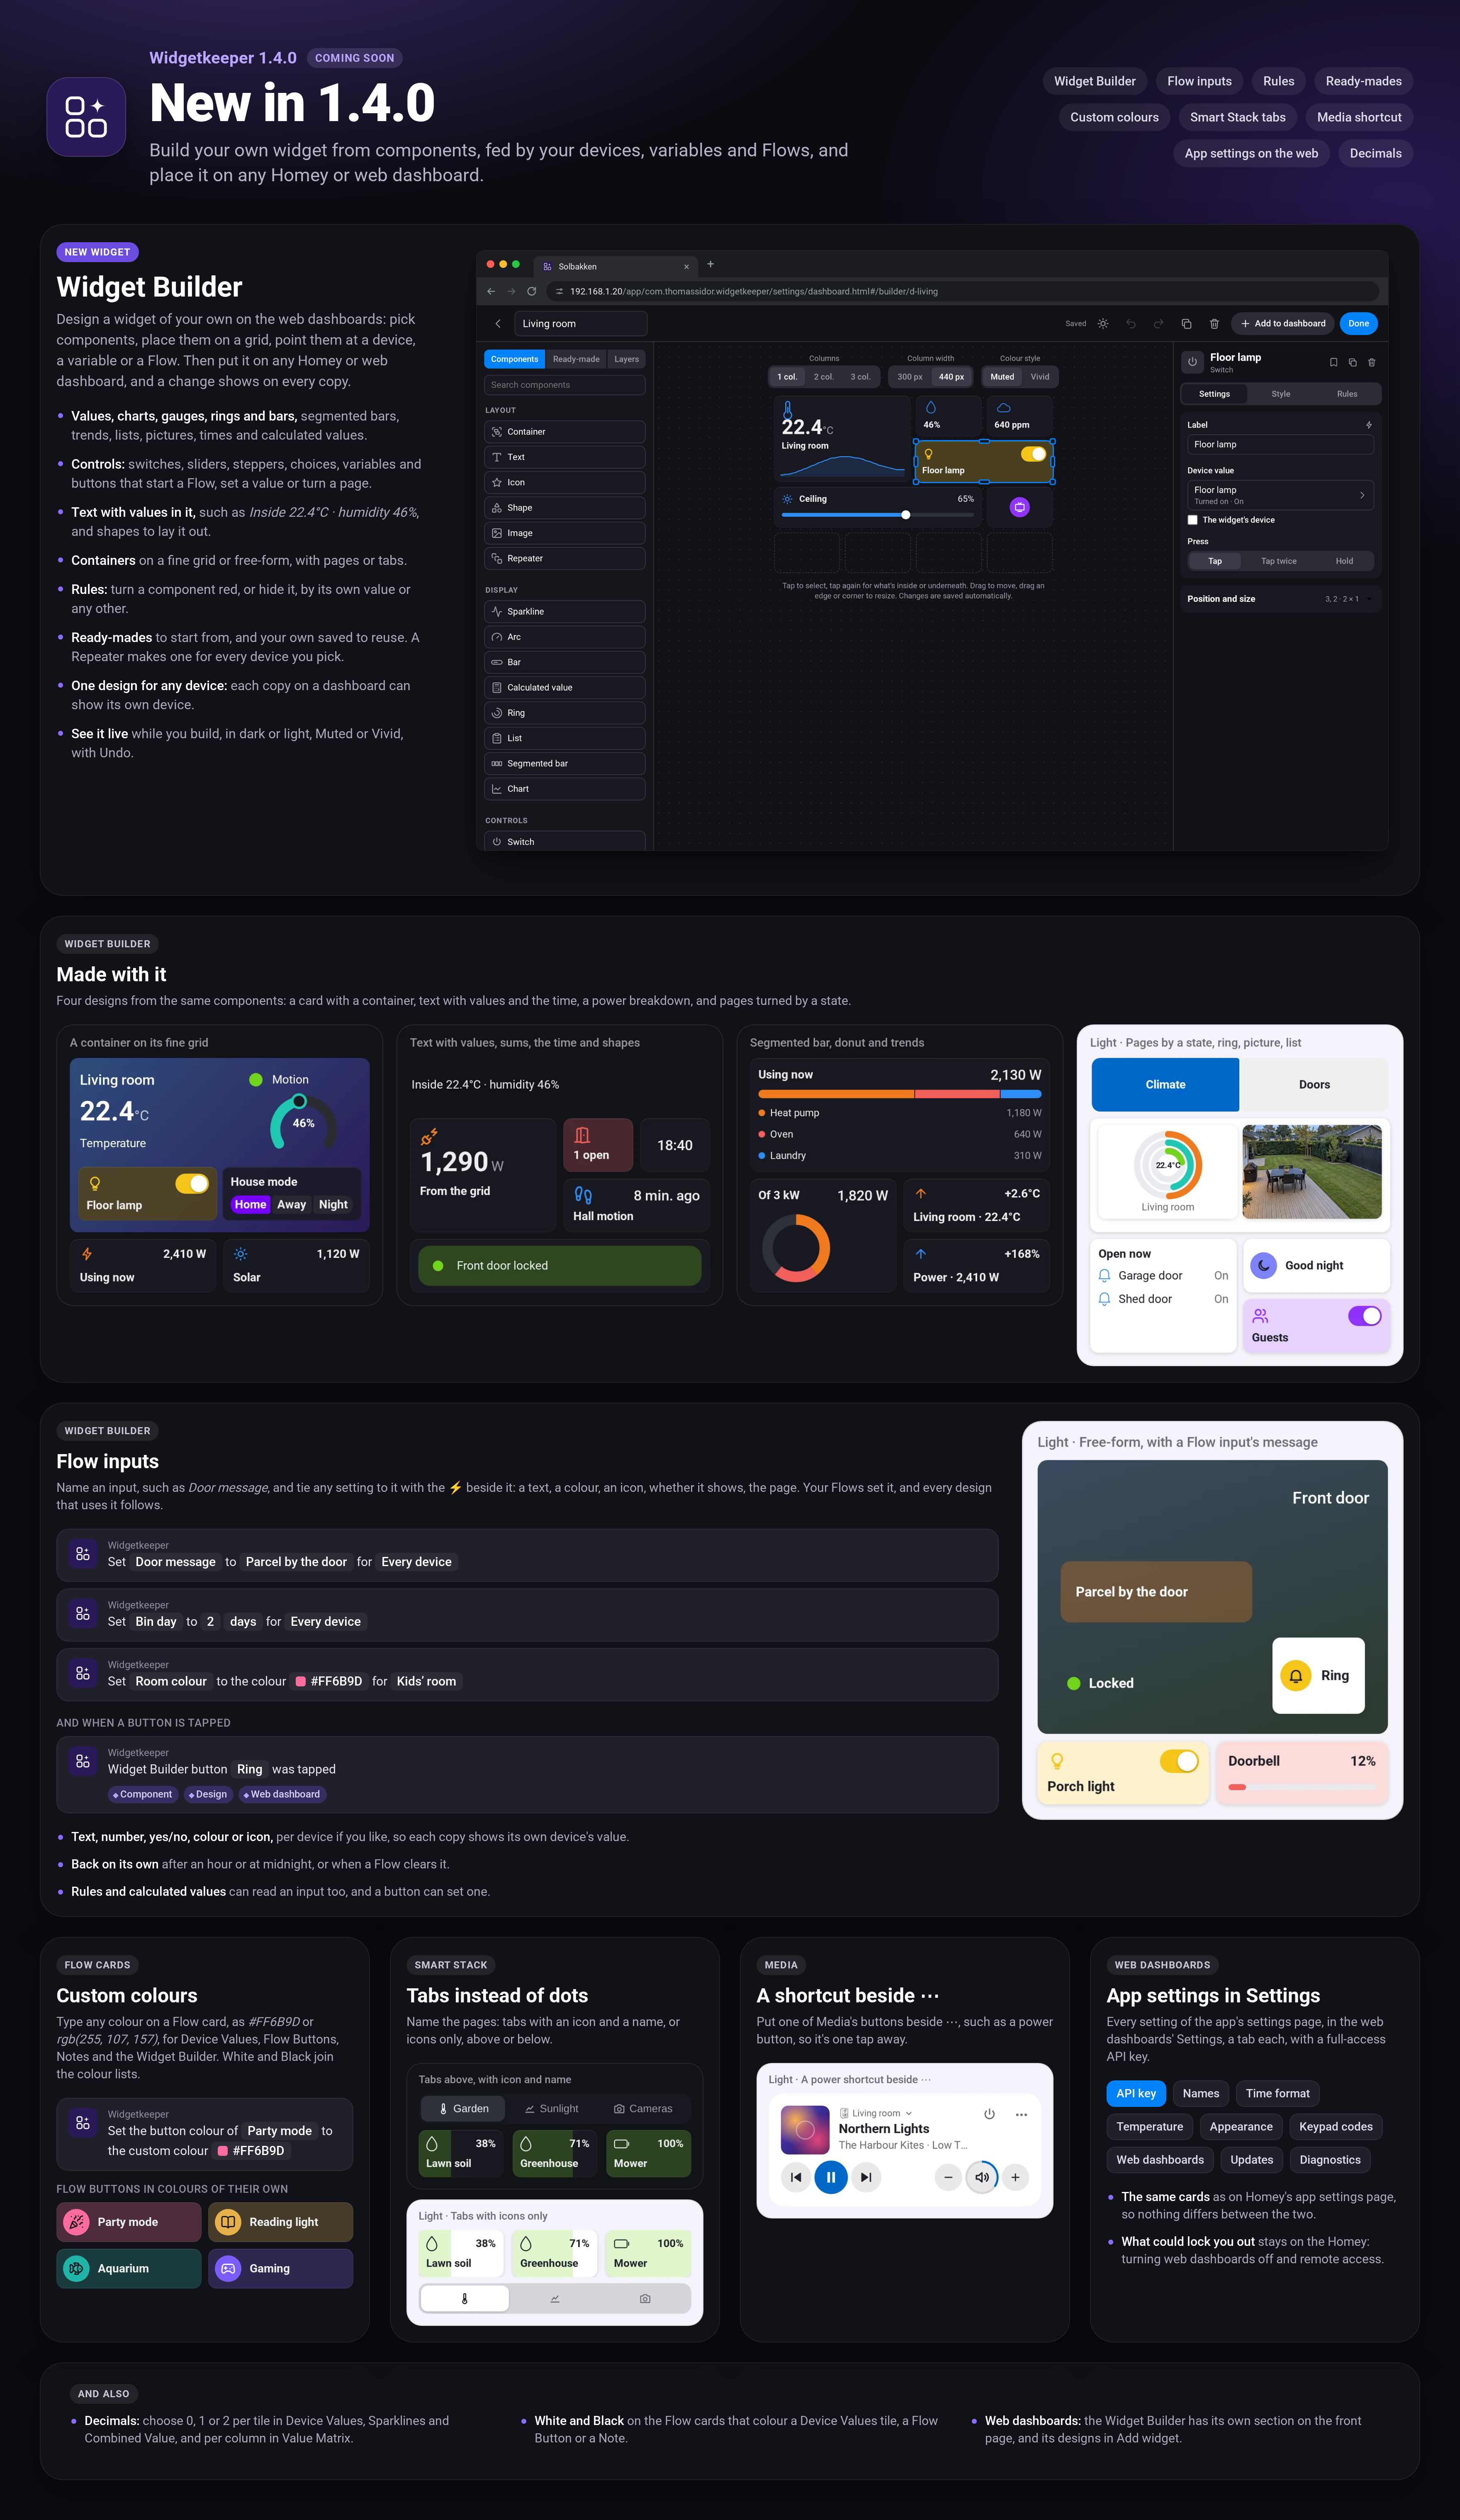 Widgetkeeper 1.4.0 COMING SOON
New in 1.4.0
Build your own widget from components, fed by your devices, variables and Flows, and
place it on any Homey or web dashboard.
Widget Builder Flow inputs Rules Ready-mades
Custom colours Smart Stack tabs Media shortcut
App settings on the web Decimals
NEW WIDGET
Widget Builder
Design a widget of your own on the web dashboards: pick
components, place them on a grid, point them at a device,
a variable or a Flow. Then put it on any Homey or web
dashboard, and a change shows on every copy.
• Values, charts, gauges, rings and bars, segmented bars,
trends, lists, pictures, times and calculated values.
• Controls: switches, sliders, steppers, choices, variables and
buttons that start a Flow, set a value or turn a page.
• Text with values in it, such as Inside 22.4°C · humidity 46%,
and shapes to lay it out.
• Containers on a fine grid or free-form, with pages or tabs.
• Rules: turn a component red, or hide it, by its own value or
any other.
• Ready-mades to start from, and your own saved to reuse. A
Repeater makes one for every device you pick.
• One design for any device: each copy on a dashboard can
show its own device.
• See it live while you build, in dark or light, Muted or Vivid,
with Undo.
Solbakken
192.168.1.20/app/com.thomassidor.widgetkeeper/settings/dashboard.html#/builder/d-living
Living room
Saved
Add to dashboard
Done
Components Ready-made Layers
Search components
LAYOUT
Container
Text
Icon
Shape
Image
Repeater
DISPLAY
Sparkline
Arc
Bar
Calculated value
Ring
List
Segmented bar
Chart
CONTROLS
Switch
Columns Column width Colour style
1 col. 2 col. 3 col. 300 px 440 px Muted Vivid
22.4°C
Living room
46%
640 ppm
Floor lamp
Ceiling 65%
Tap to select, tap again for what's inside or underneath. Drag to move, drag an
edge or corner to resize. Changes are saved automatically.
Floor lamp
Switch
Settings Style Rules
Label
Floor lamp
Device value
Floor lamp
Turned on · On
The widget's device
Press
Tap Tap twice Hold
Position and size 3, 2 · 2 × 1
WIDGET BUILDER
Made with it
Four designs from the same components: a card with a container, text with values and the time, a power breakdown, and pages turned by a state.
A container on its fine grid
Living room
Motion
22.4°C
46%
Temperature
Floor lamp
House mode
Home Away Night
2,410 W
Using now
1,120 W
Solar
Text with values, sums, the time and shapes
Inside 22.4°C · humidity 46%
1,290 W
From the grid
1 open
18:40
8 min. ago
Hall motion
Front door locked
Segmented bar, donut and trends
Using now 2,130 W
Heat pump 1,180 W
Oven 640 W
Laundry 310 W
Of 3 kW 1,820 W
+2.6°C
Living room · 22.4°C
+168%
Power · 2,410 W
Light · Pages by a state, ring, picture, list
Climate Doors
22.4°C
Living room
Open now
Garage door On
Shed door On
Good night
Guests
WIDGET BUILDER
Flow inputs
Name an input, such as Door message, and tie any setting to it with the ⚡ beside it: a text, a colour, an icon, whether it shows, the page. Your Flows set it, and every design
that uses it follows.
Widgetkeeper
Set Door message to Parcel by the door for Every device
Widgetkeeper
Set Bin day to 2 days for Every device
Widgetkeeper
Set Room colour to the colour #FF6B9D for Kids' room
AND WHEN A BUTTON IS TAPPED
Widgetkeeper
Widget Builder button Ring was tapped
Component Design Web dashboard
• Text, number, yes/no, colour or icon, per device if you like, so each copy shows its own device's value.
• Back on its own after an hour or at midnight, or when a Flow clears it.
• Rules and calculated values can read an input too, and a button can set one.
Light · Free-form, with a Flow input's message
Front door
Parcel by the door
Locked
Ring
Porch light
Doorbell 12%
FLOW CARDS
Custom colours
Type any colour on a Flow card, as #FF6B9D or
rgb(255, 107, 157), for Device Values, Flow Buttons,
Notes and the Widget Builder. White and Black join
the colour lists.
Widgetkeeper
Set the button colour of Party mode to
the custom colour #FF6B9D
FLOW BUTTONS IN COLOURS OF THEIR OWN
Party mode Reading light
Aquarium Gaming
SMART STACK
Tabs instead of dots
Name the pages: tabs with an icon and a name, or
icons only, above or below.
Tabs above, with icon and name
Garden Sunlight Cameras
38% 71% 100%
Lawn soil Greenhouse Mower
Light · Tabs with icons only
38% 71% 100%
Lawn soil Greenhouse Mower
MEDIA
A shortcut beside ⋯
Put one of Media's buttons beside ⋯, such as a power
button, so it's one tap away.
Light · A power shortcut beside ⋯
Living room
Northern Lights
The Harbour Kites · Low T…
WEB DASHBOARDS
App settings in Settings
Every setting of the app's settings page, in the web
dashboards' Settings, a tab each, with a full-access
API key.
API key Names Time format
Temperature Appearance Keypad codes
Web dashboards Updates Diagnostics
• The same cards as on Homey's app settings page,
so nothing differs between the two.
• What could lock you out stays on the Homey:
turning web dashboards off and remote access.
AND ALSO
• Decimals: choose 0, 1 or 2 per tile in Device Values, Sparklines and
Combined Value, and per column in Value Matrix.
• White and Black on the Flow cards that colour a Device Values tile, a Flow
Button or a Note.
• Web dashboards: the Widget Builder has its own section on the front
page, and its designs in Add widget.